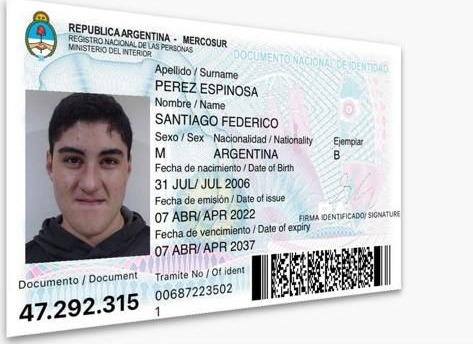 REPUBLICA ARGENTINA - MERCOSUR
REGISTRO NACIONAL DE LAS PERSONAS
MINISTERIO DEL INTERIOR
DOCUMENTO NACIONAL DE IDENTIDAD
Apellido / Surname
PEREZ ESPINOSA
Nombre / Name
SANTIAGO FEDERICO
Sexo / Sex Nacionalidad / Nationality Ejemplar
M ARGENTINA B
Fecha de nacimiento / Date of Birth
31 JUL/ JUL 2006
Fecha de emisión / Date of issue
07 ABR/ APR 2022
FIRMA IDENTIFICADO/ SIGNATURE
Fecha de vencimiento / Date of expiry
07 ABR/ APR 2037
Documento / Document
47.292.315
Tramite No / Of ident
00687223502
1